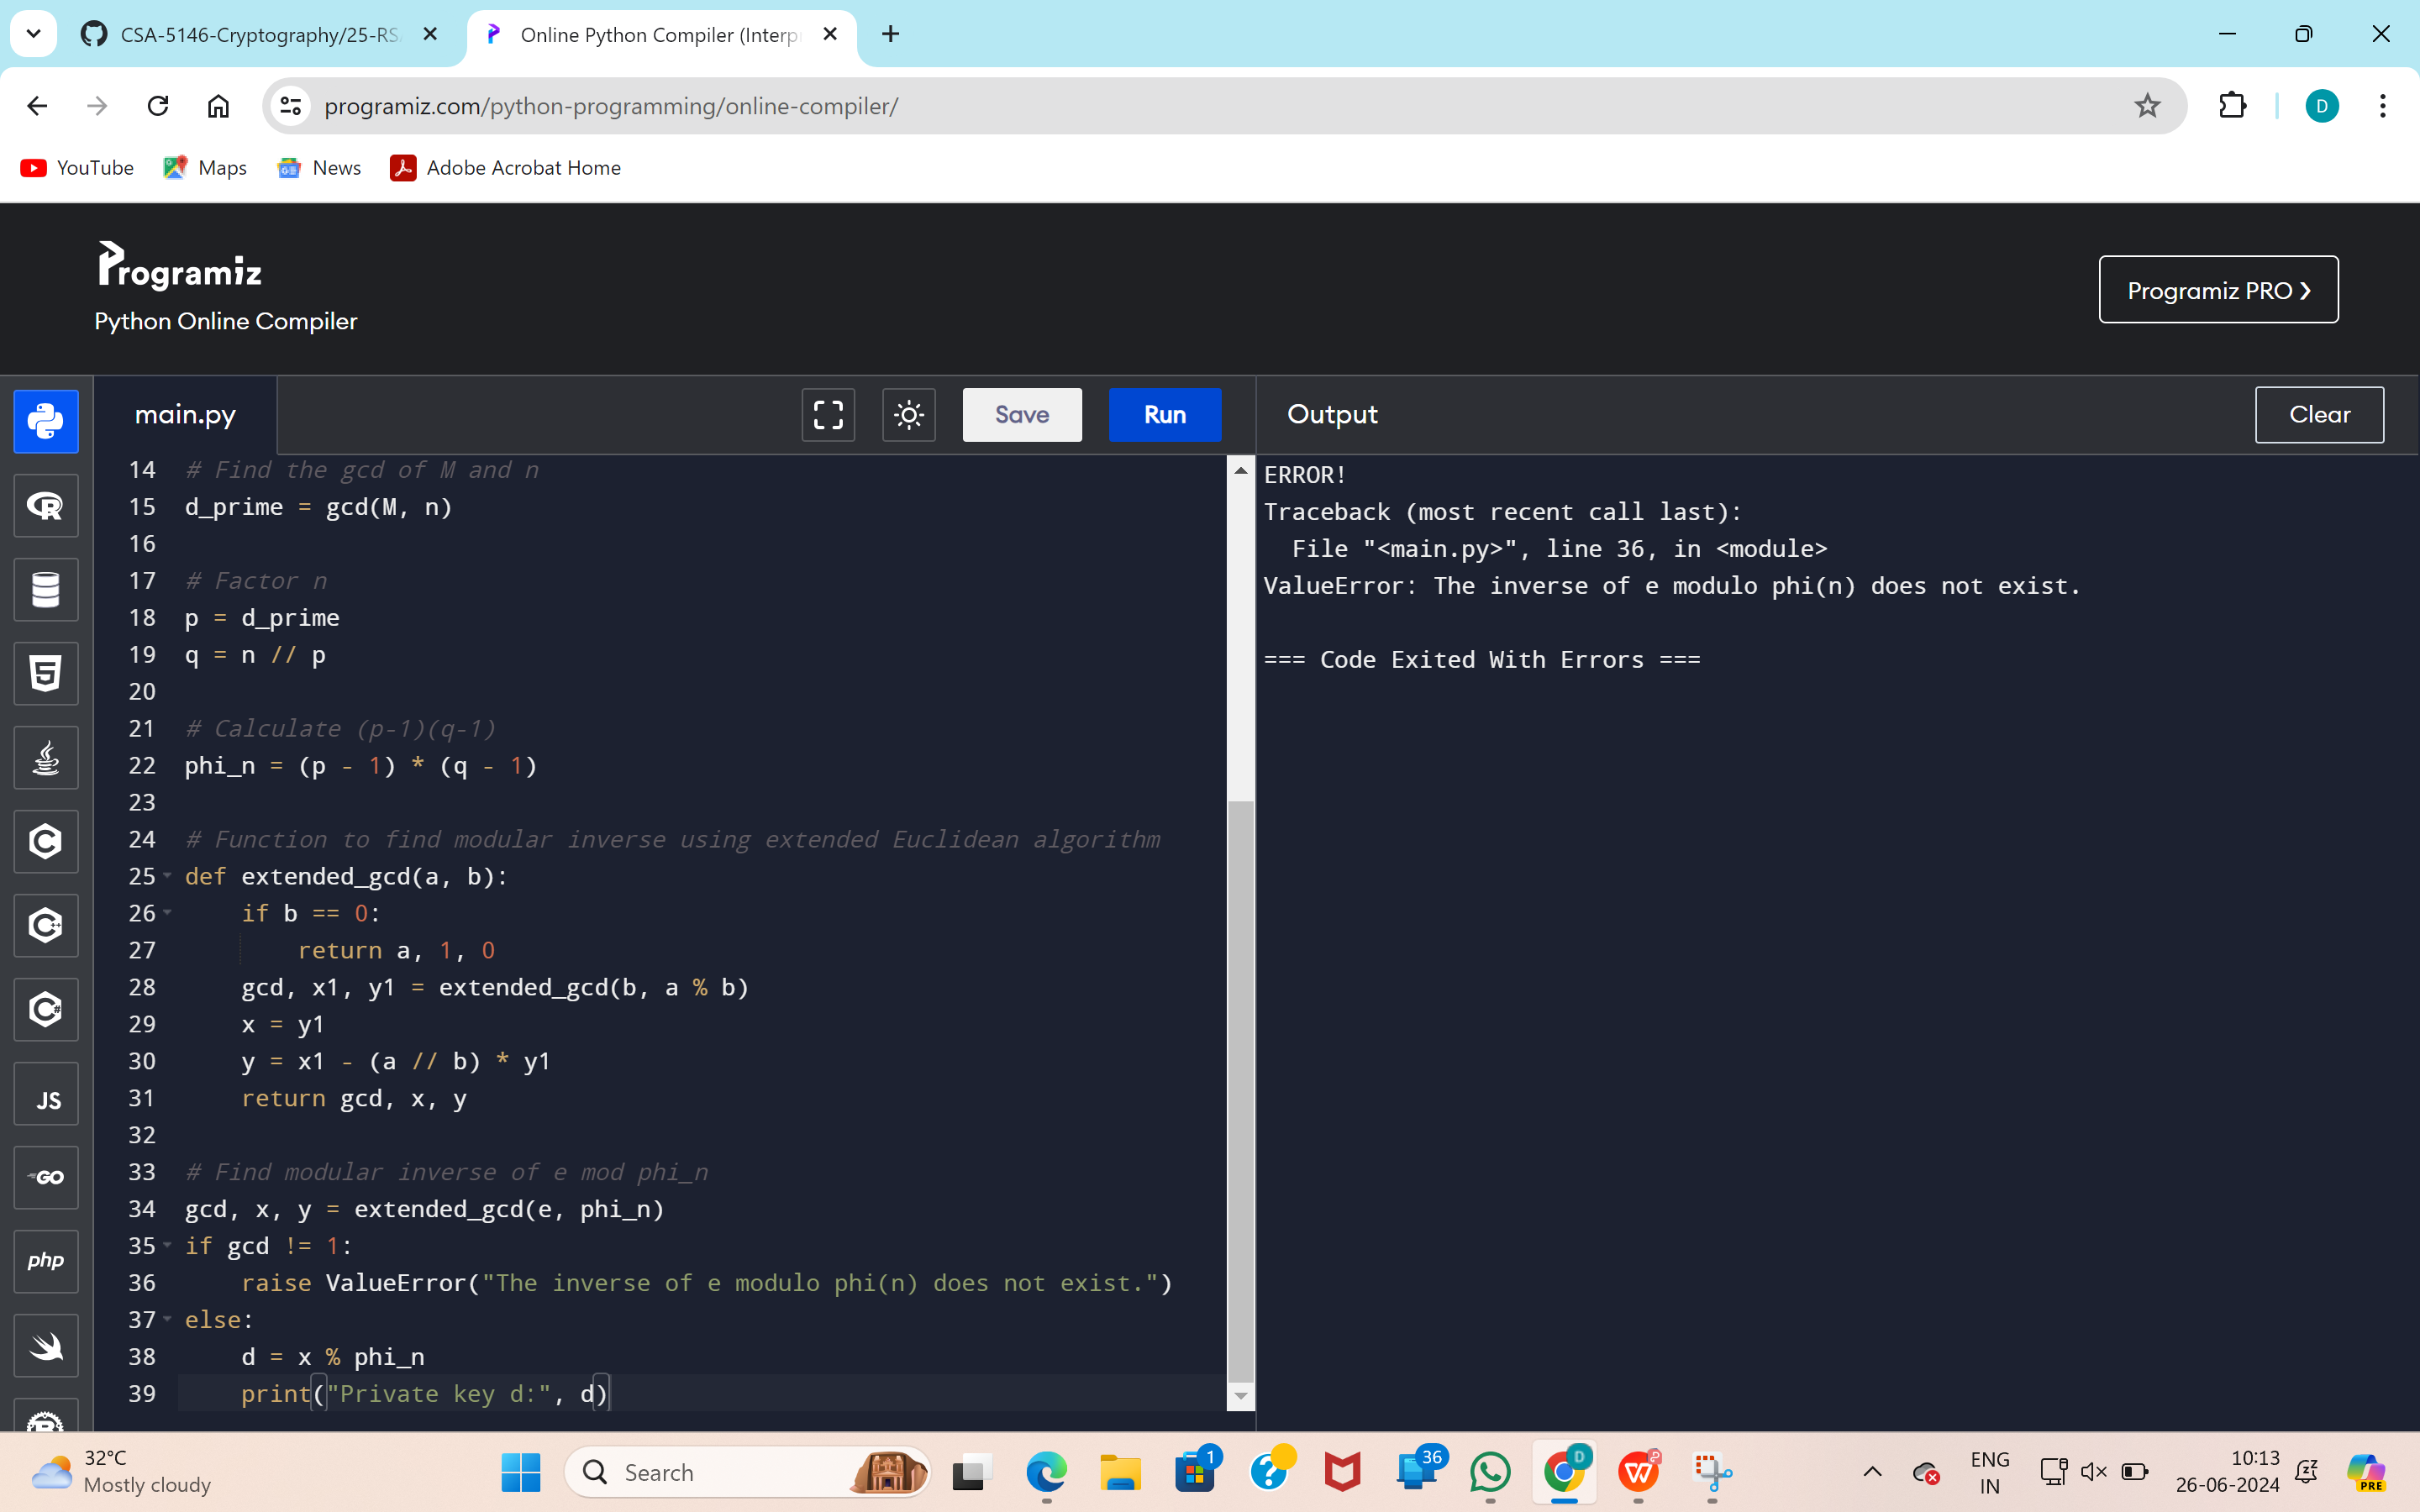 CSA-5146-Cryptography/25-RS
Online Python Compiler (Interp
programiz.com/python-programming/online-compiler/
D
YouTube
Maps
News
Adobe Acrobat Home
Programiz
Python Online Compiler
Programiz PRO ❯
main.py
Save
Run
Output
Clear
14 # Find the gcd of M and n
15 d_prime = gcd(M, n)
16
17 # Factor n
18 p = d_prime
19 q = n // p
20
21 # Calculate (p-1)(q-1)
22 phi_n = (p - 1) * (q - 1)
23
24 # Function to find modular inverse using extended Euclidean algorithm
25 def extended_gcd(a, b):
26 if b == 0:
27 return a, 1, 0
28 gcd, x1, y1 = extended_gcd(b, a % b)
29 x = y1
30 y = x1 - (a // b) * y1
31 return gcd, x, y
32
33 # Find modular inverse of e mod phi_n
34 gcd, x, y = extended_gcd(e, phi_n)
35 if gcd != 1:
36 raise ValueError("The inverse of e modulo phi(n) does not exist.")
37 else:
38 d = x % phi_n
39 print("Private key d:", d)
ERROR!
Traceback (most recent call last):
File "<main.py>", line 36, in <module>
ValueError: The inverse of e modulo phi(n) does not exist.
=== Code Exited With Errors ===
JS
GO
php
32°C
Mostly cloudy
Search
1
36
D
ENG
IN
10:13
26-06-2024
PRE